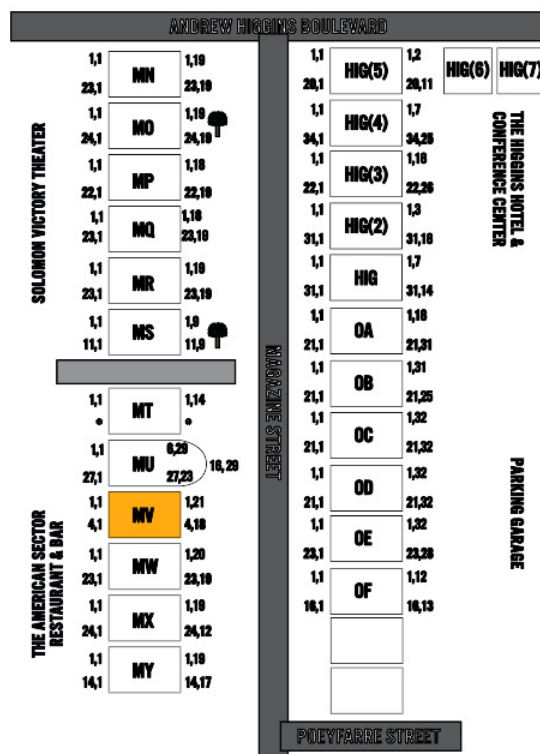 ANDREW HIGGINS BOULEVARD
SOLOMON VICTORY THEATER
1,1 MN 1,19
23,1 23,19
1,1 MO 1,19
24,1 24,19
1,1 MP 1,18
22,1 22,19
1,1 MQ 1,18
23,1 23,19
1,1 MR 1,19
23,1 23,19
1,1 MS 1,9
11,1 11,9
1,1 MT 1,14
THE AMERICAN SECTOR
RESTAURANT & BAR
1,1 MU 6,29
27,1 27,23 16,29
1,1 MV 1,21
4,1 4,18
1,1 MW 1,20
23,1 23,19
1,1 MX 1,19
24,1 24,12
1,1 MY 1,19
14,1 14,17
MAGAZINE STREET
1,1 HIG(5) 1,2 HIG(6) HIG(7)
20,11
1,1 HIG(4) 1,7
34,1 34,25
1,1 HIG(3) 1,16
22,1 22,26
1,1 HIG(2) 1,3
31,1 31,16
1,1 HIG 1,7
31,1 31,14
THE HIGGINS HOTEL &
CONFERENCE CENTER
1,1 OA 1,18
21,1 21,31
1,1 OB 1,31
21,1 21,25
1,1 OC 1,32
21,1 21,32
1,1 OD 1,32
21,1 21,32
1,1 OE 1,32
23,1 23,28
1,1 OF 1,12
16,1 16,13
PARKING GARAGE
POEYFARRE STREET